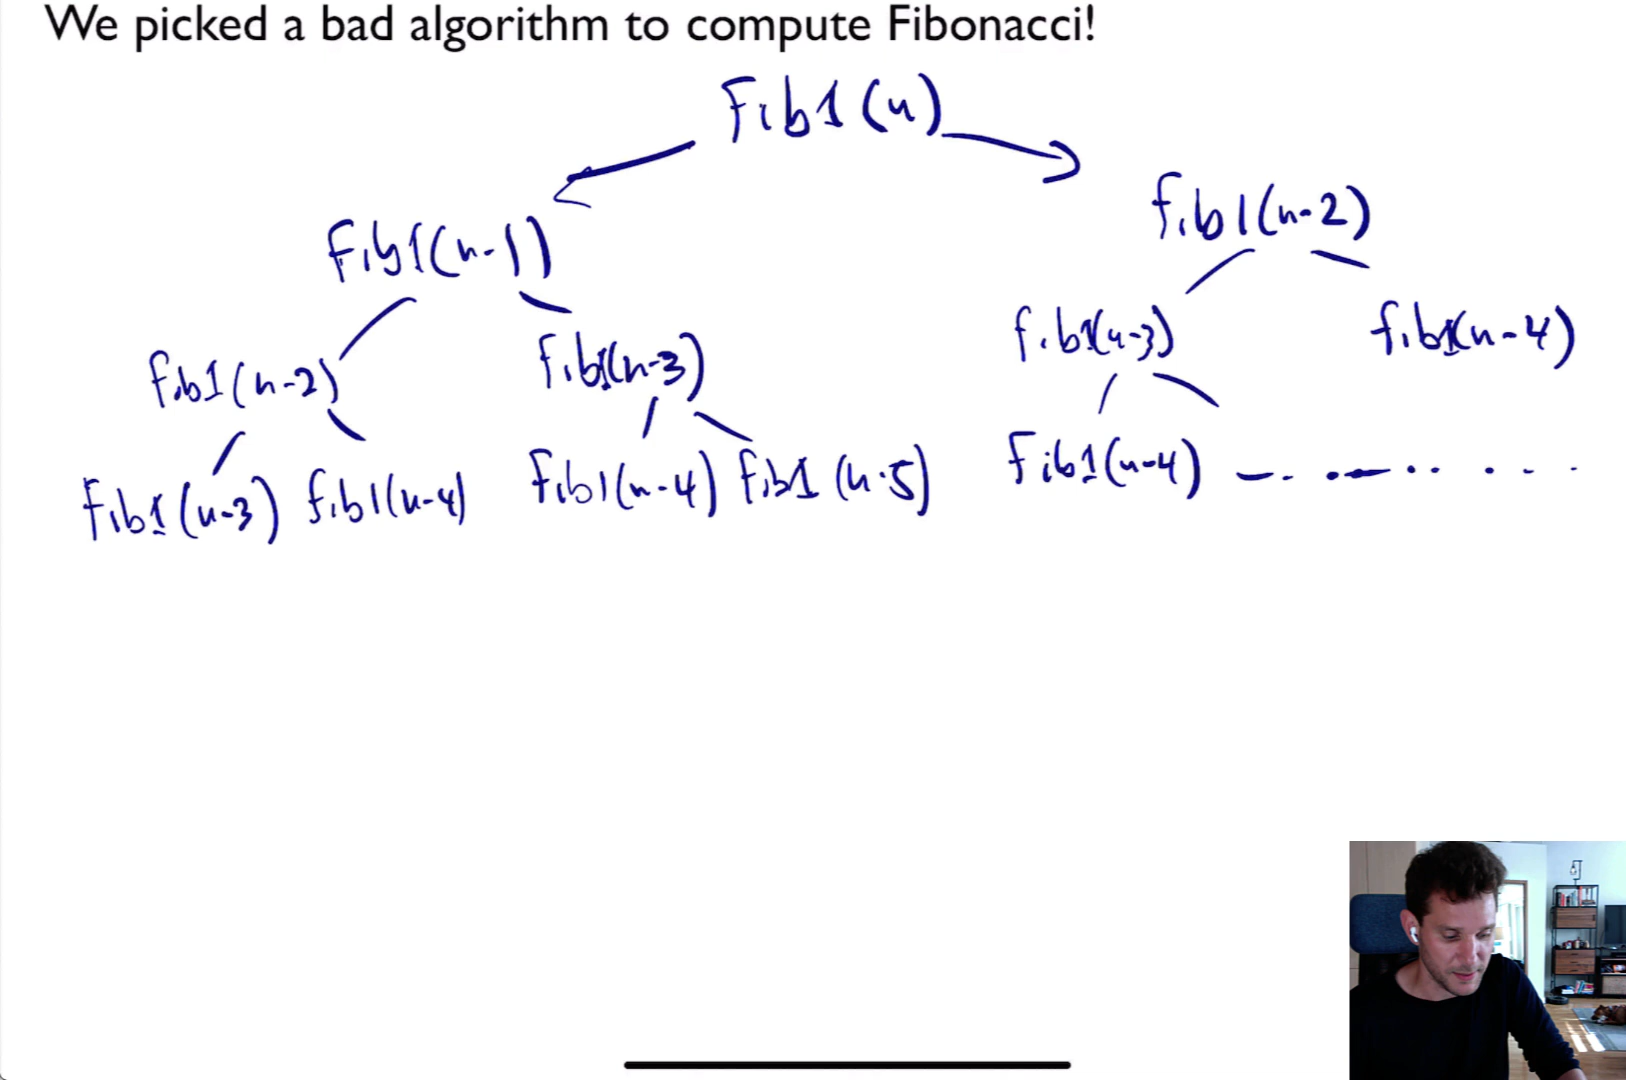 We picked a bad algorithm to compute Fibonacci!
Fib1(n)
Fib1(n-1)
fib1(n-2)
fib1(n-2)
fib1(n-3)
fib1(n-3)
fib1(n-4)
Fib1(n-3)
fib1(n-4)
Fib1(n-4)
fib1(n-5)
Fib1(n-4)